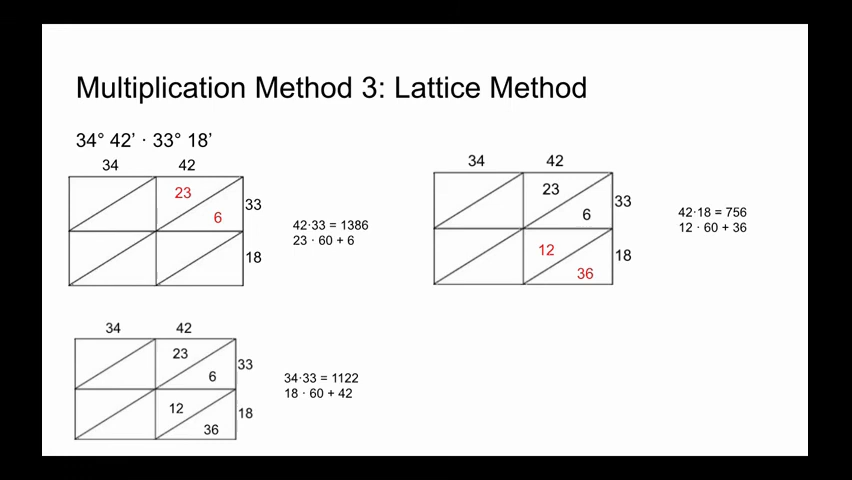 Multiplication Method 3: Lattice Method
34° 42’ · 33° 18’
34 42
23
33
6
18
42·33 = 1386
23 · 60 + 6
34 42
23
33
6
12
18
36
42·18 = 756
12 · 60 + 36
34 42
23
33
6
12
18
36
34·33 = 1122
18 · 60 + 42